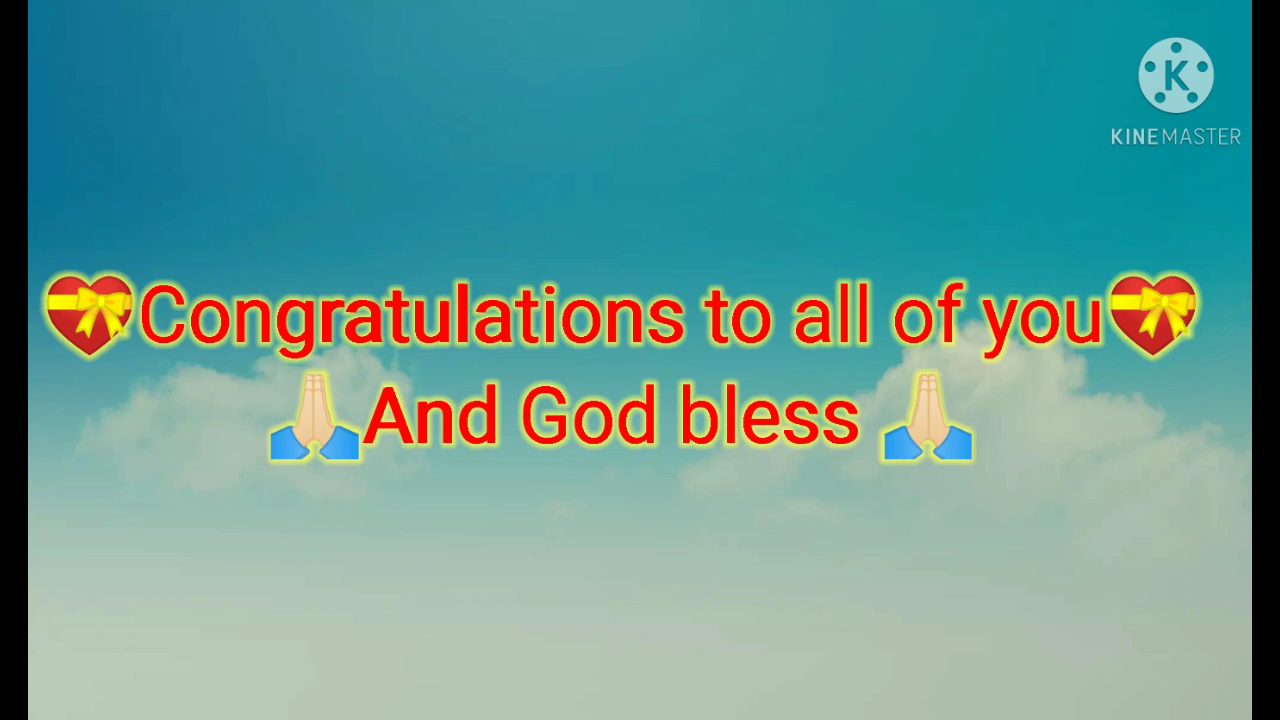 K
KINEMASTER
💝Congratulations to all of you💝
🙏🏻And God bless 🙏🏻